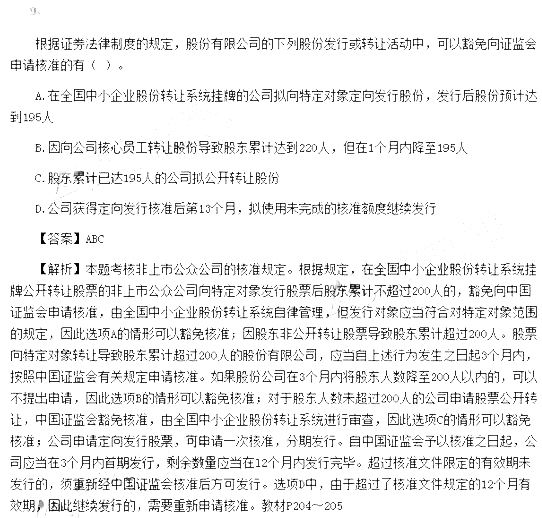 9.
根据证券法律制度的规定，股份有限公司的下列股份发行或转让活动中，可以豁免向证监会
申请核准的有（ ）。
A.在全国中小企业股份转让系统挂牌的公司拟向特定对象定向发行股份，发行后股份预计达
到195人
B.因向公司核心员工转让股份导致股东累计达到220人，但在1个月内降至195人
C.股东累计已达195人的公司拟公开转让股份
D.公司获得定向发行核准后第13个月，拟使用未完成的核准额度继续发行
【答案】ABC
【解析】本题考核非上市公众公司的核准规定。根据规定，在全国中小企业股份转让系统挂
牌公开转让股票的非上市公众公司向特定对象发行股票后股东累计不超过200人的，豁免向中国
证监会申请核准，由全国中小企业股份转让系统自律管理，但发行对象应当符合对特定对象范围
的规定，因此选项A的情形可以豁免核准；因股东非公开转让股票导致股东累计超过200人。股票
向特定对象转让导致股东累计超过200人的股份有限公司，应当自上述行为发生之日起3个月内，
按照中国证监会有关规定申请核准。如果股份公司在3个月内将股东人数降至200人以内的，可以
不提出申请，因此选项B的情形可以豁免核准；对于股东人数未超过200人的公司申请股票公开转
让，中国证监会豁免核准，由全国中小企业股份转让系统进行审查，因此选项C的情形可以豁免
核准；公司申请定向发行股票，可申请一次核准，分期发行。自中国证监会予以核准之日起，公
司应当在3个月内首期发行，剩余数量应当在12个月内发行完毕。超过核准文件限定的有效期未
发行的，须重新经中国证监会核准后方可发行。选项D中，由于超过了核准文件规定的12个月有
效期，因此继续发行的，需要重新申请核准。教材P204～205